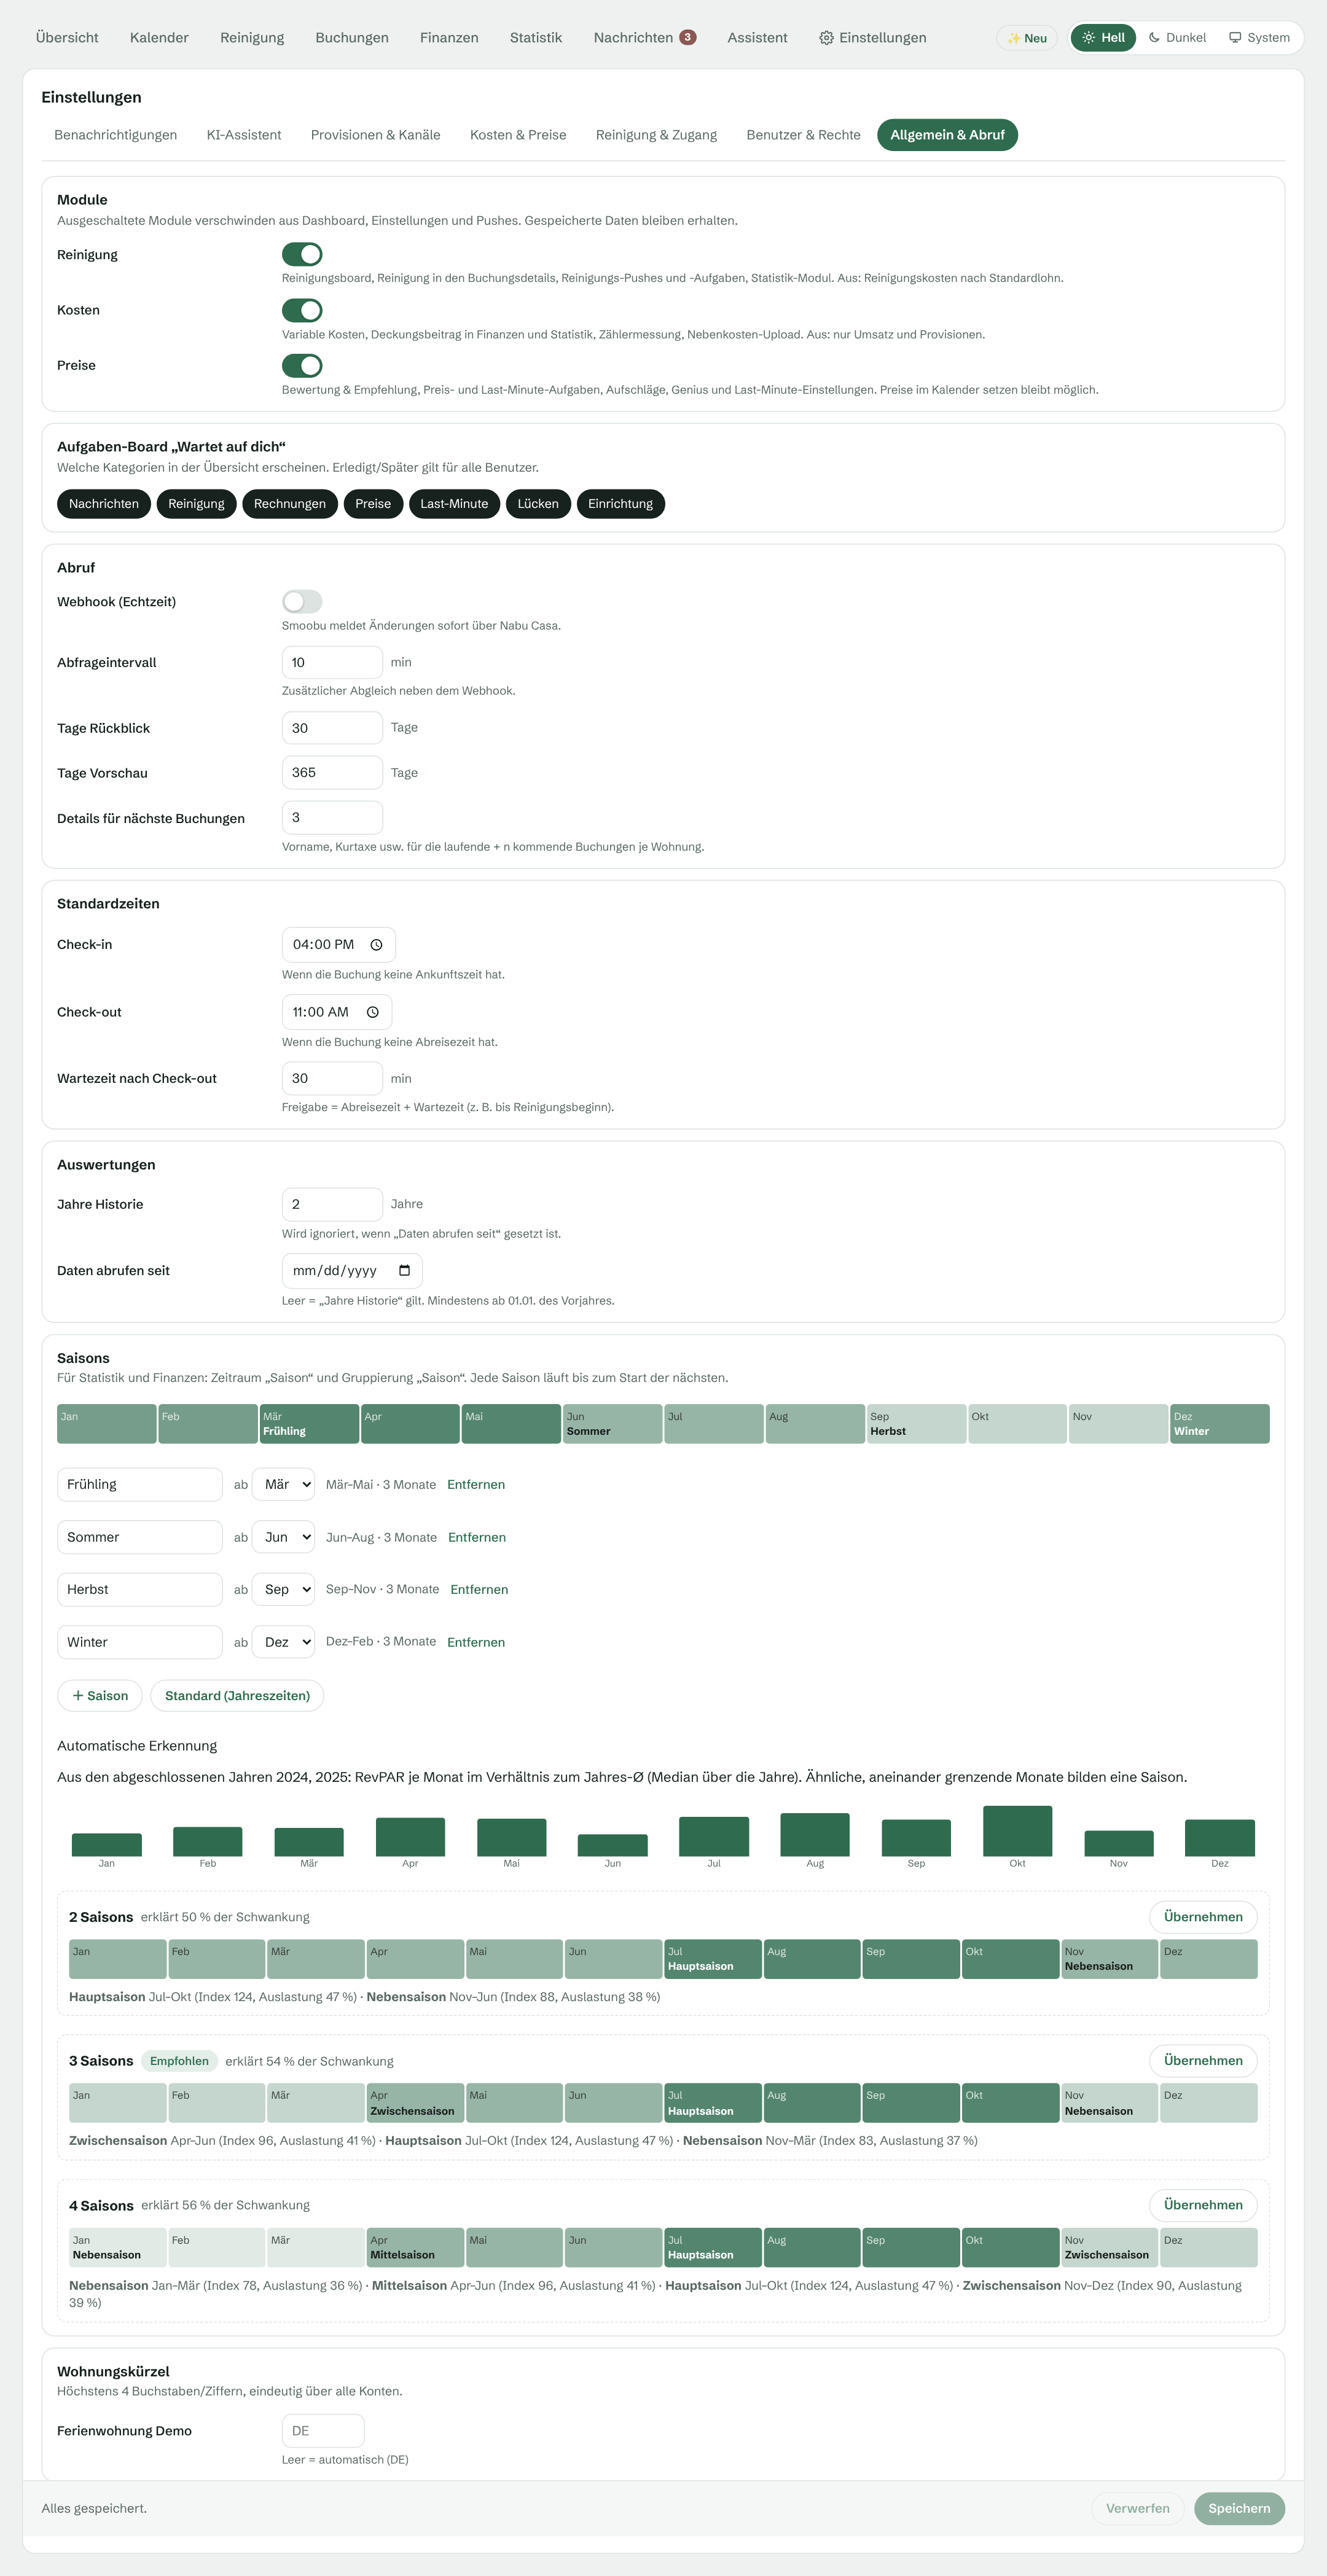 Übersicht Kalender Reinigung Buchungen Finanzen Statistik Nachrichten 3 Assistent Einstellungen ✨ Neu Hell Dunkel System
Einstellungen
Benachrichtigungen KI-Assistent Provisionen & Kanäle Kosten & Preise Reinigung & Zugang Benutzer & Rechte Allgemein & Abruf
Module
Ausgeschaltete Module verschwinden aus Dashboard, Einstellungen und Pushes. Gespeicherte Daten bleiben erhalten.
Reinigung
Reinigungsboard, Reinigung in den Buchungsdetails, Reinigungs-Pushes und -Aufgaben, Statistik-Modul. Aus: Reinigungskosten nach Standardlohn.
Kosten
Variable Kosten, Deckungsbeitrag in Finanzen und Statistik, Zählermessung, Nebenkosten-Upload. Aus: nur Umsatz und Provisionen.
Preise
Bewertung & Empfehlung, Preis- und Last-Minute-Aufgaben, Aufschläge, Genius und Last-Minute-Einstellungen. Preise im Kalender setzen bleibt möglich.
Aufgaben-Board „Wartet auf dich“
Welche Kategorien in der Übersicht erscheinen. Erledigt/Später gilt für alle Benutzer.
Nachrichten Reinigung Rechnungen Preise Last-Minute Lücken Einrichtung
Abruf
Webhook (Echtzeit)
Smoobu meldet Änderungen sofort über Nabu Casa.
Abfrageintervall 10 min
Zusätzlicher Abgleich neben dem Webhook.
Tage Rückblick 30 Tage
Tage Vorschau 365 Tage
Details für nächste Buchungen 3
Vorname, Kurtaxe usw. für die laufende + n kommende Buchungen je Wohnung.
Standardzeiten
Check-in 04:00 PM
Wenn die Buchung keine Ankunftszeit hat.
Check-out 11:00 AM
Wenn die Buchung keine Abreisezeit hat.
Wartezeit nach Check-out 30 min
Freigabe = Abreisezeit + Wartezeit (z. B. bis Reinigungsbeginn).
Auswertungen
Jahre Historie 2 Jahre
Wird ignoriert, wenn „Daten abrufen seit“ gesetzt ist.
Daten abrufen seit mm/dd/yyyy
Leer = „Jahre Historie“ gilt. Mindestens ab 01.01. des Vorjahres.
Saisons
Für Statistik und Finanzen: Zeitraum „Saison“ und Gruppierung „Saison“. Jede Saison läuft bis zum Start der nächsten.
Jan Feb Mär Apr Mai Jun Jul Aug Sep Okt Nov Dez
Frühling Sommer Herbst Winter
Frühling ab Mär Mär–Mai · 3 Monate Entfernen
Sommer ab Jun Jun–Aug · 3 Monate Entfernen
Herbst ab Sep Sep–Nov · 3 Monate Entfernen
Winter ab Dez Dez–Feb · 3 Monate Entfernen
+ Saison Standard (Jahreszeiten)
Automatische Erkennung
Aus den abgeschlossenen Jahren 2024, 2025: RevPAR je Monat im Verhältnis zum Jahres-Ø (Median über die Jahre). Ähnliche, aneinander grenzende Monate bilden eine Saison.
Jan Feb Mär Apr Mai Jun Jul Aug Sep Okt Nov Dez
2 Saisons erklärt 50 % der Schwankung Übernehmen
Jan Feb Mär Apr Mai Jun Jul Aug Sep Okt Nov Dez
Hauptsaison Nebensaison
Hauptsaison Jul–Okt (Index 124, Auslastung 47 %) · Nebensaison Nov–Jun (Index 88, Auslastung 38 %)
3 Saisons Empfohlen erklärt 54 % der Schwankung Übernehmen
Jan Feb Mär Apr Mai Jun Jul Aug Sep Okt Nov Dez
Zwischensaison Hauptsaison Nebensaison
Zwischensaison Apr–Jun (Index 96, Auslastung 41 %) · Hauptsaison Jul–Okt (Index 124, Auslastung 47 %) · Nebensaison Nov–Mär (Index 83, Auslastung 37 %)
4 Saisons erklärt 56 % der Schwankung Übernehmen
Jan Feb Mär Apr Mai Jun Jul Aug Sep Okt Nov Dez
Nebensaison Mittelsaison Hauptsaison Zwischensaison
Nebensaison Jan–Mär (Index 78, Auslastung 36 %) · Mittelsaison Apr–Jun (Index 96, Auslastung 41 %) · Hauptsaison Jul–Okt (Index 124, Auslastung 47 %) · Zwischensaison Nov–Dez (Index 90, Auslastung
39 %)
Wohnungskürzel
Höchstens 4 Buchstaben/Ziffern, eindeutig über alle Konten.
Ferienwohnung Demo DE
Leer = automatisch (DE)
Alles gespeichert. Verwerfen Speichern